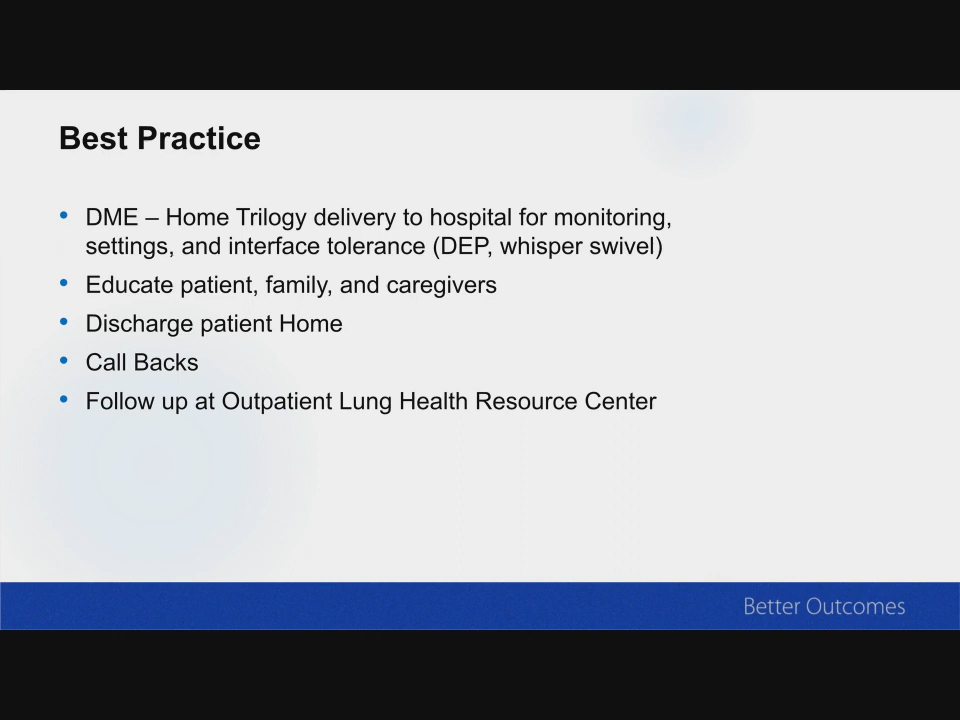 Best Practice
• DME – Home Trilogy delivery to hospital for monitoring,
settings, and interface tolerance (DEP, whisper swivel)
• Educate patient, family, and caregivers
• Discharge patient Home
• Call Backs
• Follow up at Outpatient Lung Health Resource Center
Better Outcomes